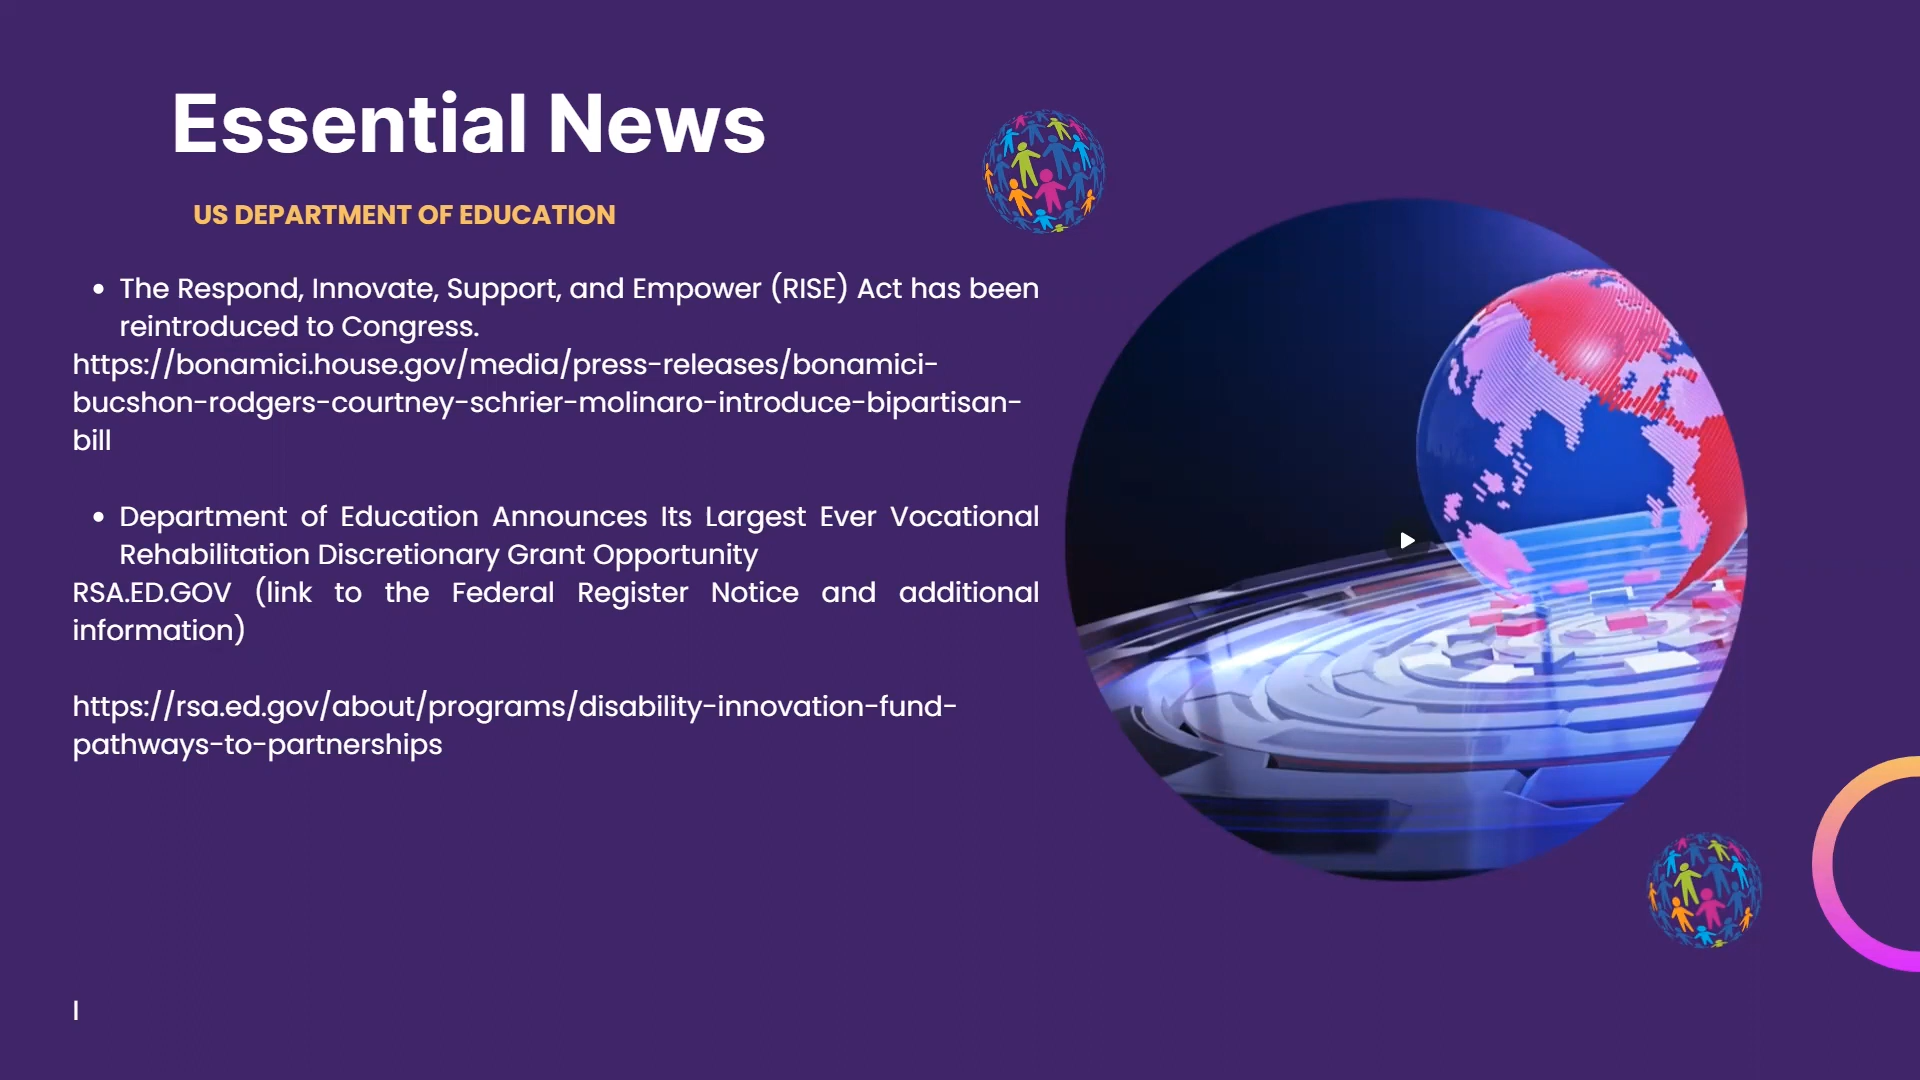 Essential News
US DEPARTMENT OF EDUCATION
• The Respond, Innovate, Support, and Empower (RISE) Act has been
reintroduced to Congress.
https://bonamici.house.gov/media/press-releases/bonamici-
bucshon-rodgers-courtney-schrier-molinaro-introduce-bipartisan-
bill
• Department of Education Announces Its Largest Ever Vocational
Rehabilitation Discretionary Grant Opportunity
RSA.ED.GOV (link to the Federal Register Notice and additional
information)
https://rsa.ed.gov/about/programs/disability-innovation-fund-
pathways-to-partnerships
I